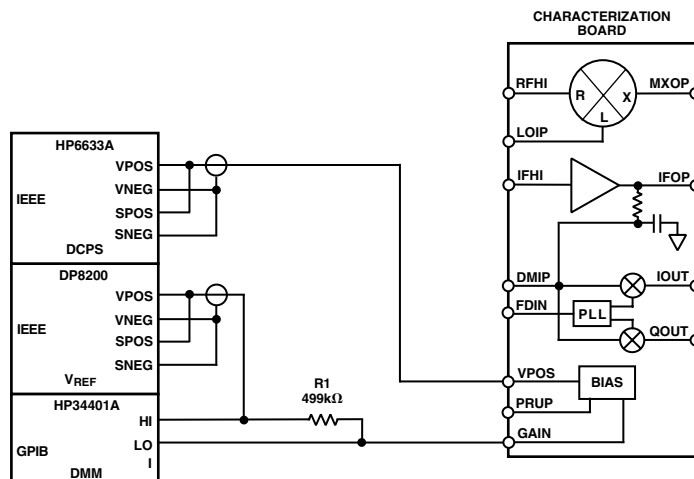 CHARACTERIZATION
BOARD
RFHI
R
X
L
MXOP
LOIP
IFHI
IFOP
DMIP
IOUT
FDIN
PLL
QOUT
VPOS
BIAS
PRUP
GAIN
HP6633A
VPOS
IEEE
VNEG
SPOS
SNEG
DCPS
DP8200
VPOS
IEEE
VNEG
SPOS
SNEG
VREF
HP34401A
HI
GPIB
LO
I
DMM
R1
499kΩ